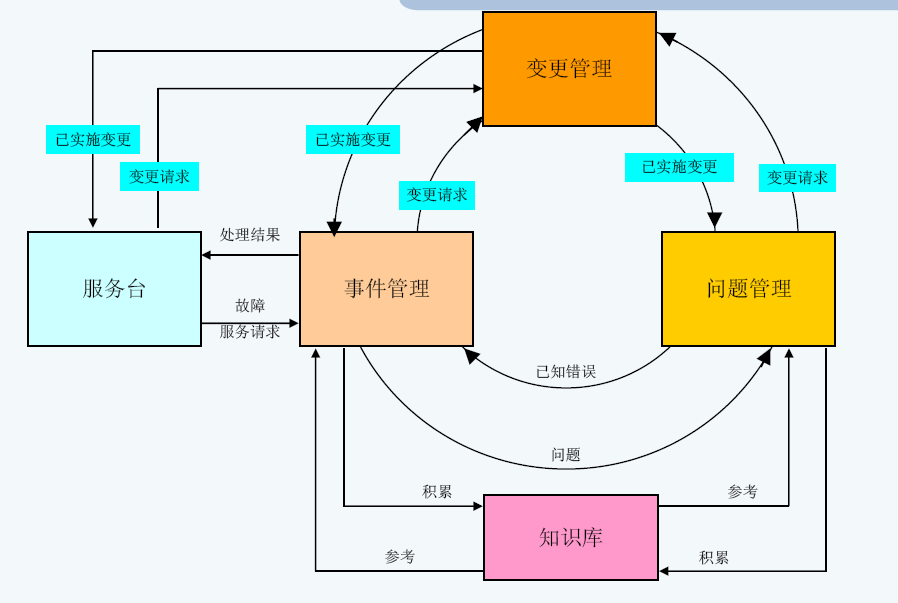 变更管理
已实施变更
已实施变更
已实施变更
变更请求
变更请求
变更请求
处理结果
服务台
事件管理
问题管理
故障
服务请求
已知错误
问题
积累
参考
知识库
参考
积累